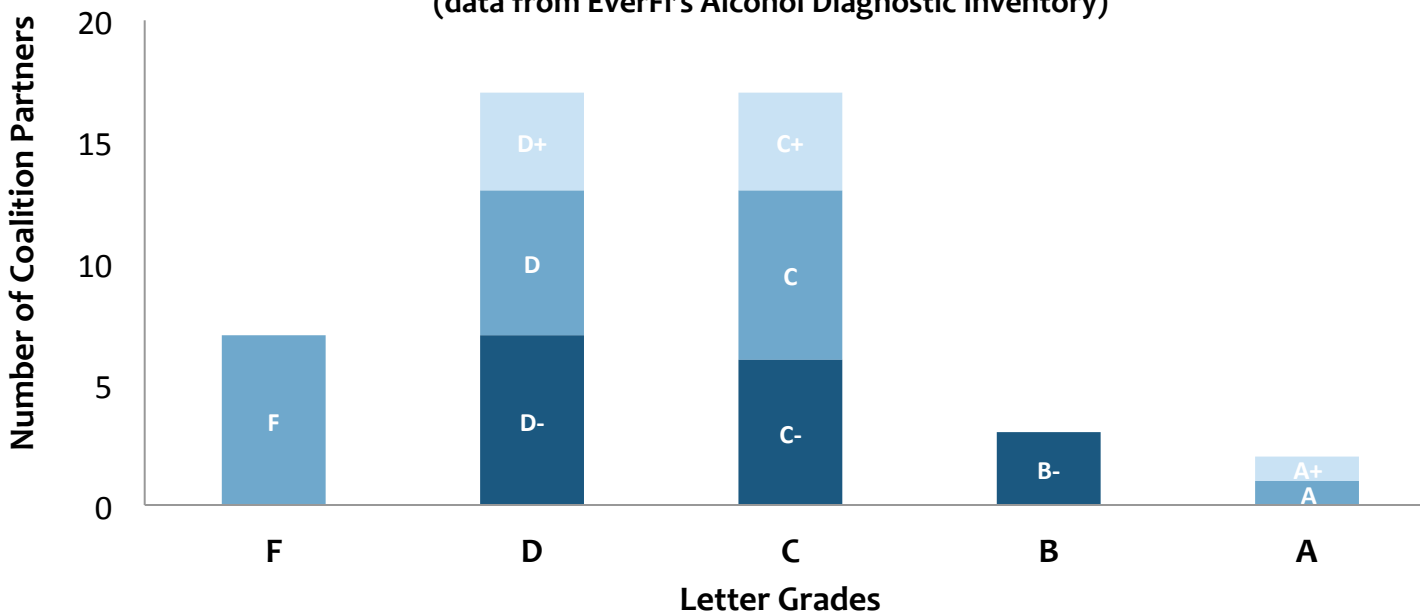 (data from EverFi's Alcohol Diagnostic Inventory)
Number of Coalition Partners
20
15
10
5
0
F
D+
D
D-
C+
C
C-
B-
A+
A
F D C B A
Letter Grades